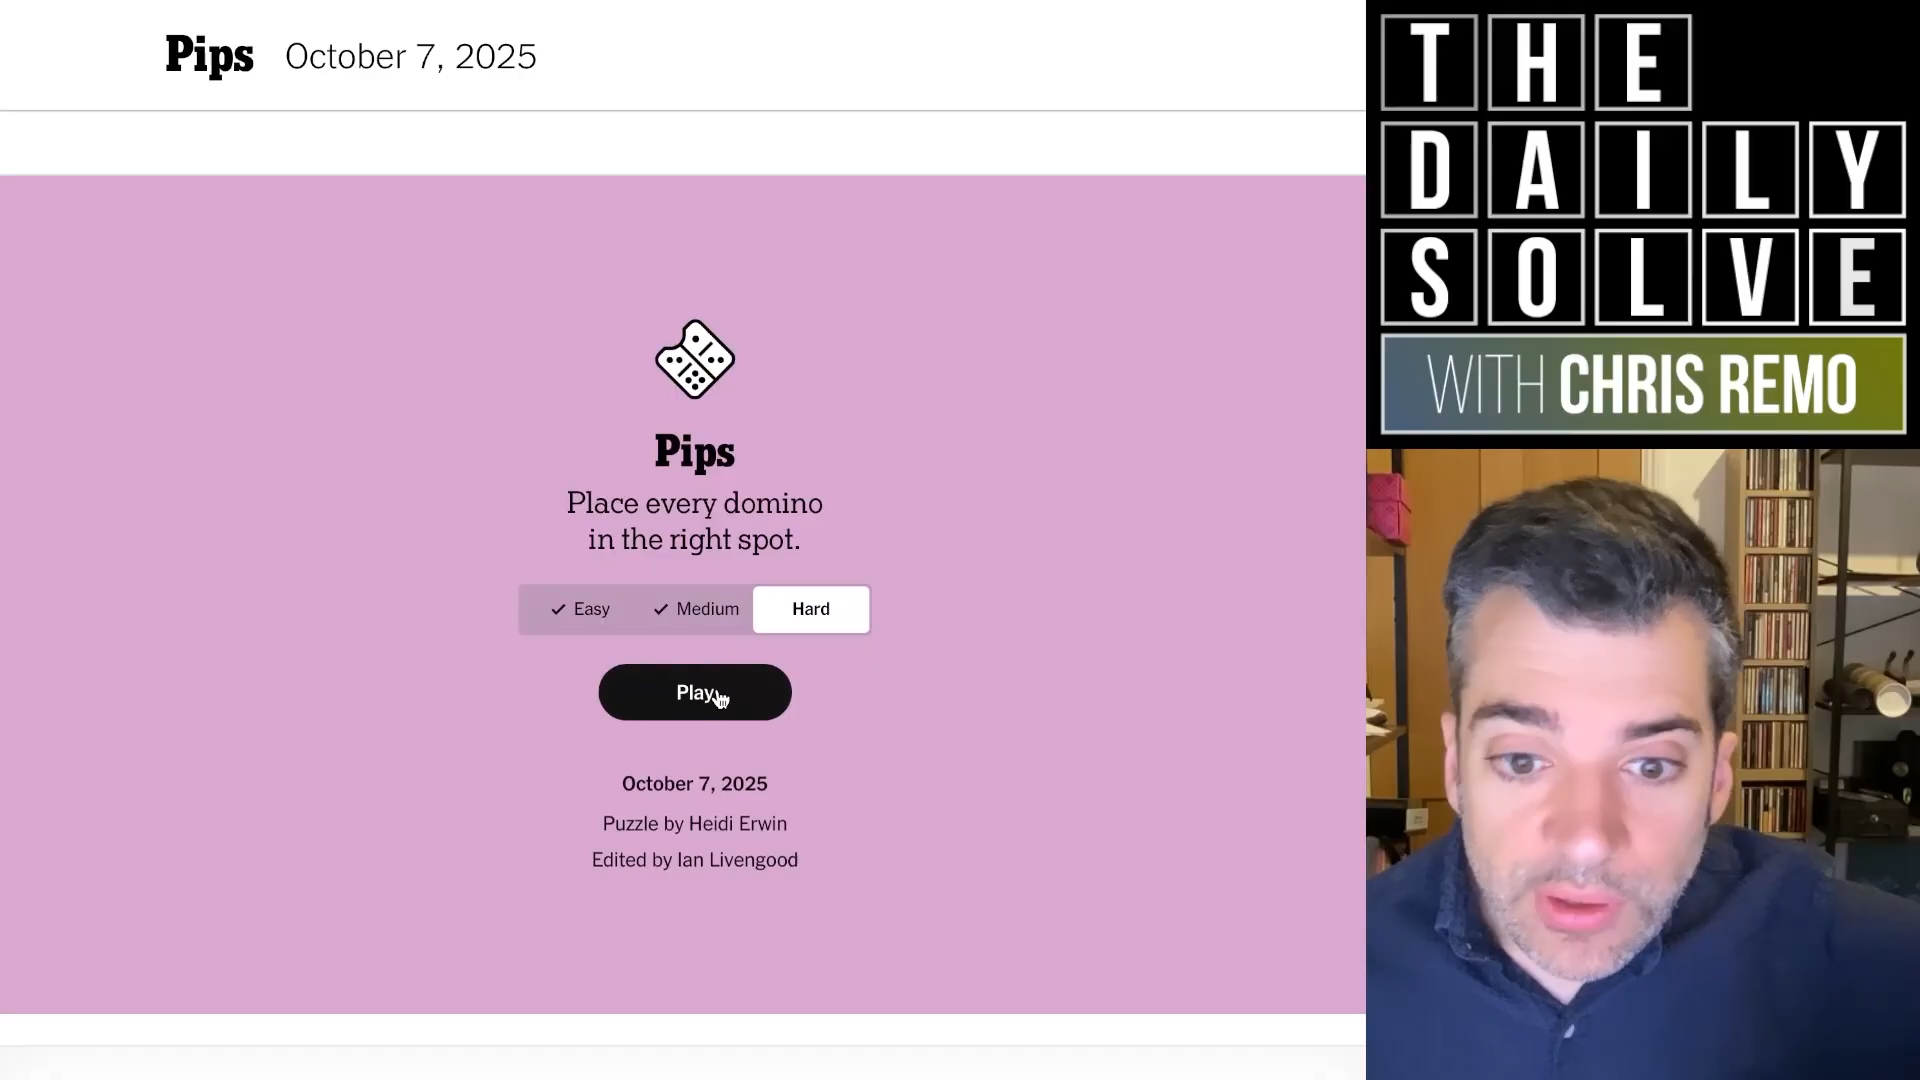 Pips October 7, 2025
Pips
Place every domino
in the right spot.
Easy Medium Hard
Play
October 7, 2025
Puzzle by Heidi Erwin
Edited by Ian Livengood
THE
DAILY
SOLVE
WITH CHRIS REMO